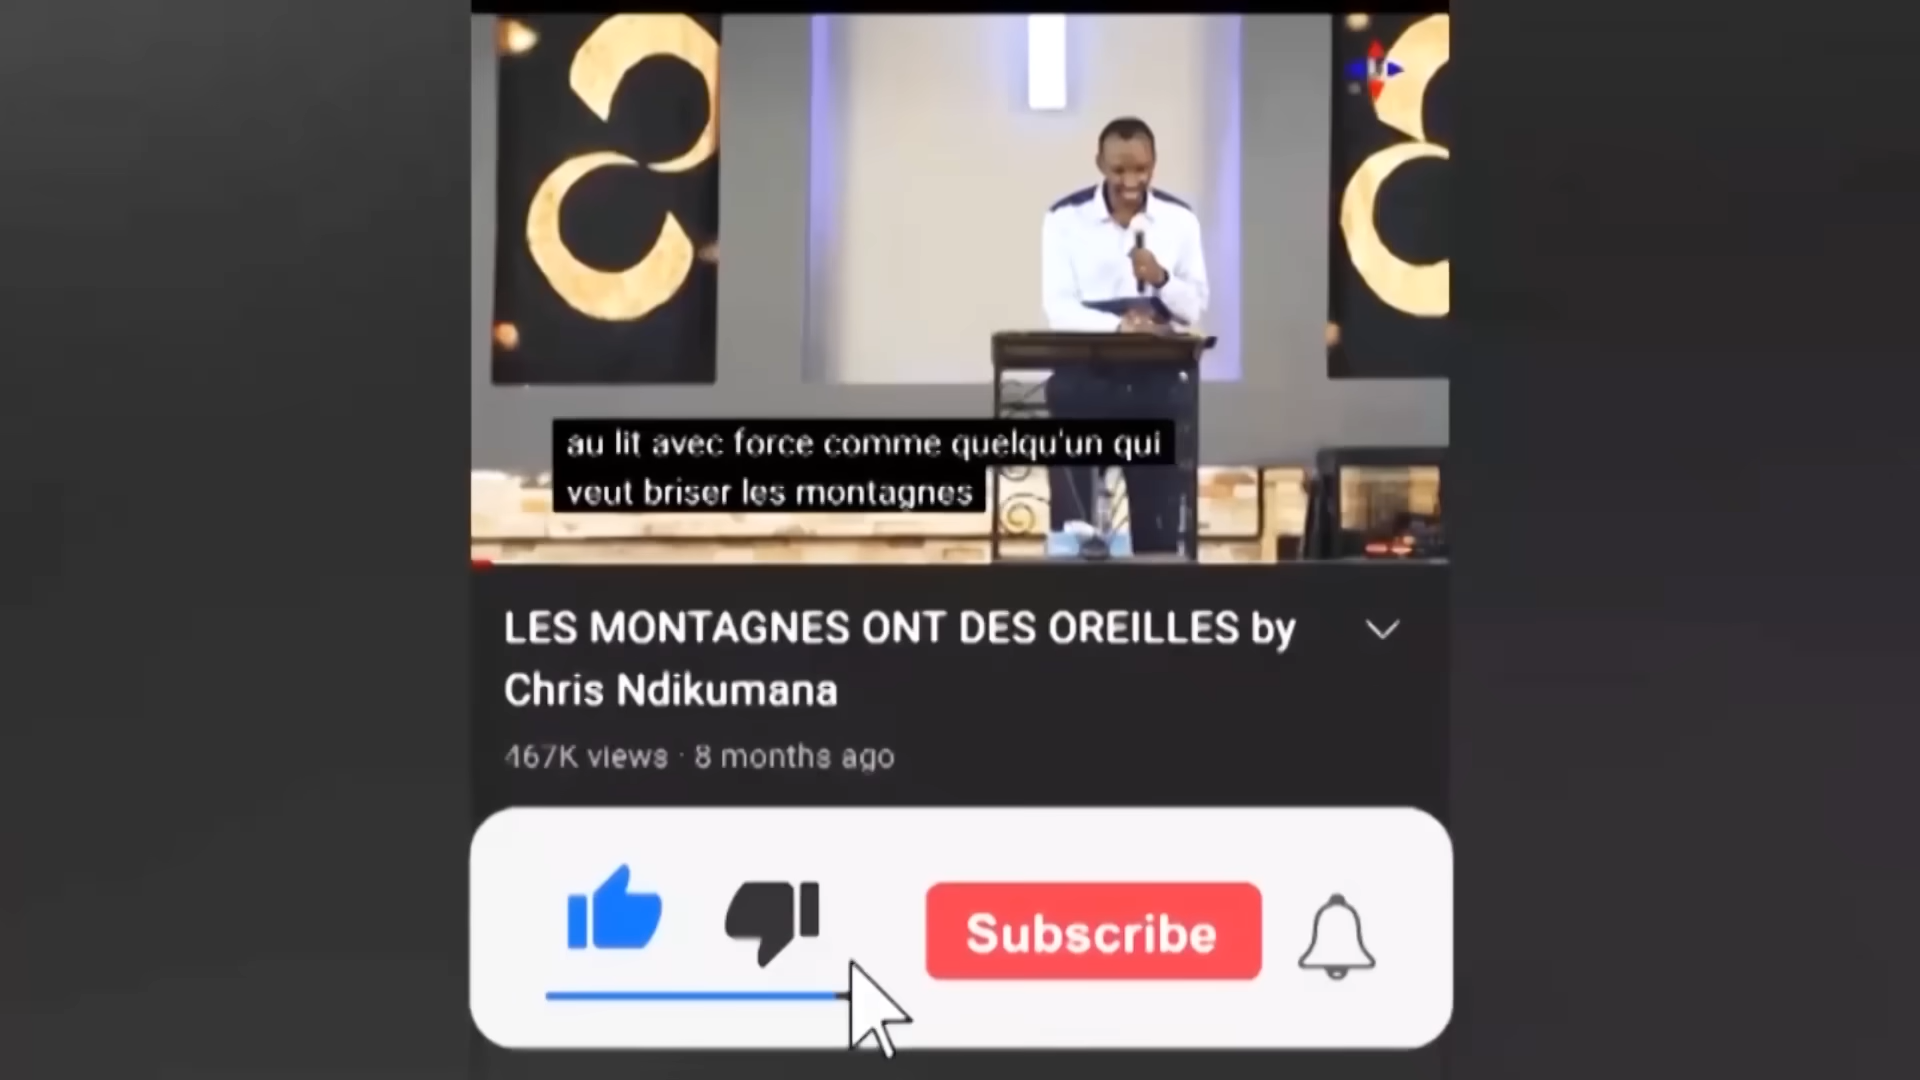 au lit avec force comme quelqu'un qui
veut briser les montagnes
LES MONTAGNES ONT DES OREILLES by
Chris Ndikumana
467K views · 8 months ago
Subscribe